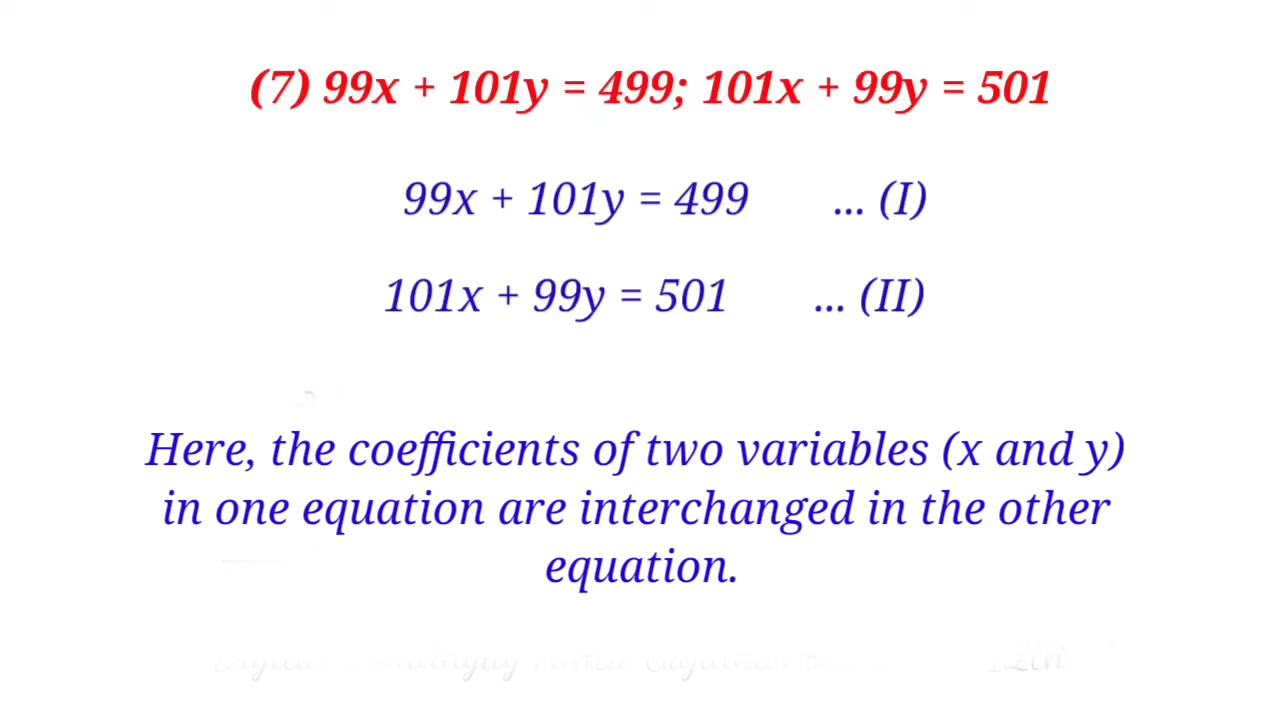 (7) 99x + 101y = 499; 101x + 99y = 501
99x + 101y = 499 ... (I)
101x + 99y = 501 ... (II)
Here, the coefficients of two variables (x and y)
in one equation are interchanged in the other
equation.